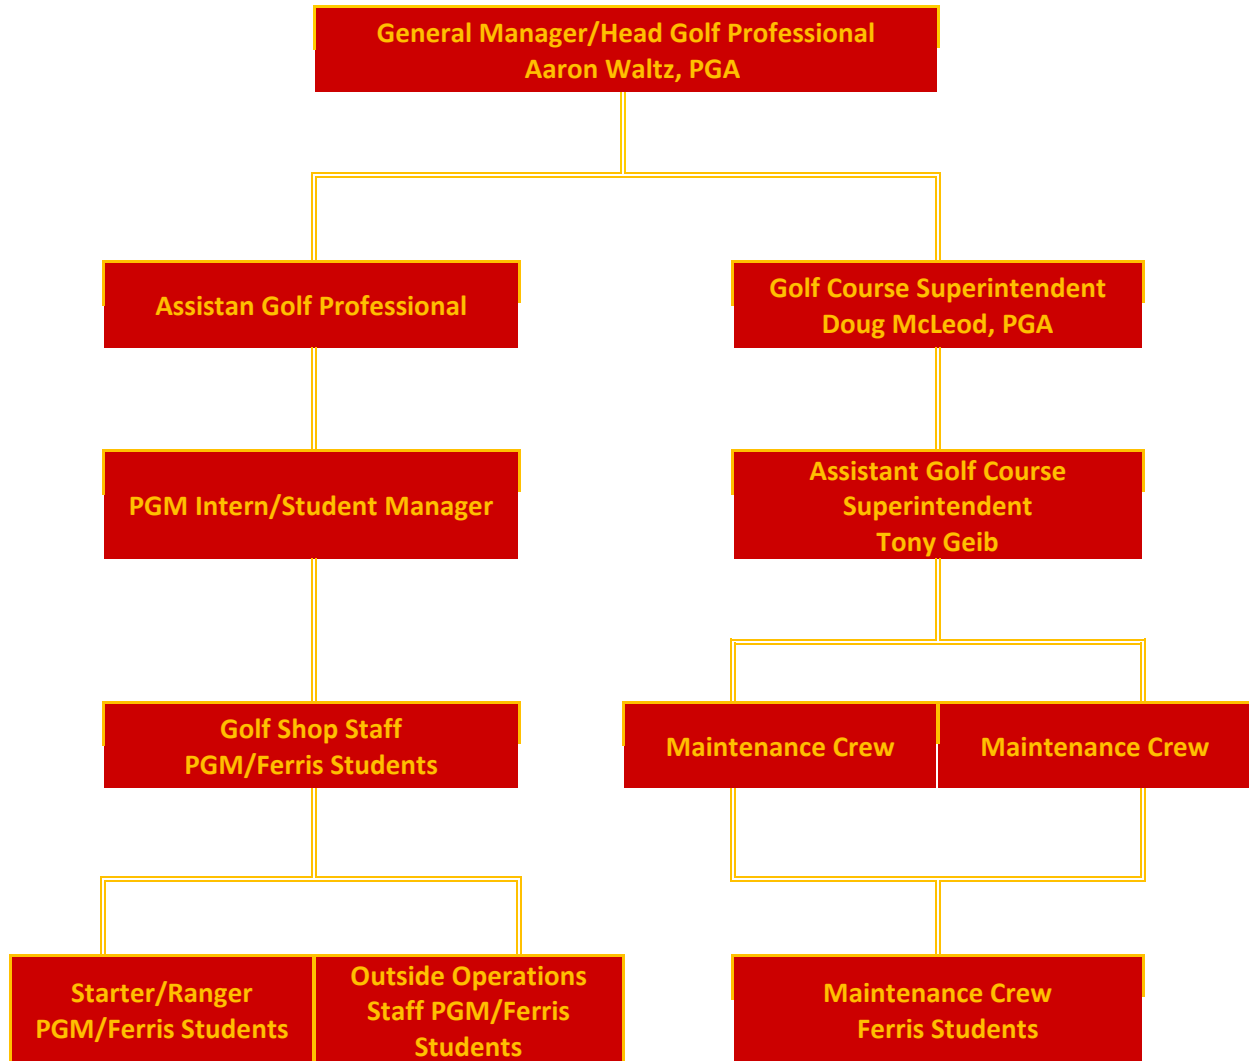 General Manager/Head Golf Professional
Aaron Waltz, PGA
Assistan Golf Professional
Golf Course Superintendent
Doug McLeod, PGA
PGM Intern/Student Manager
Assistant Golf Course
Superintendent
Tony Geib
Golf Shop Staff
PGM/Ferris Students
Maintenance Crew
Maintenance Crew
Starter/Ranger
PGM/Ferris Students
Outside Operations
Staff PGM/Ferris
Students
Maintenance Crew
Ferris Students